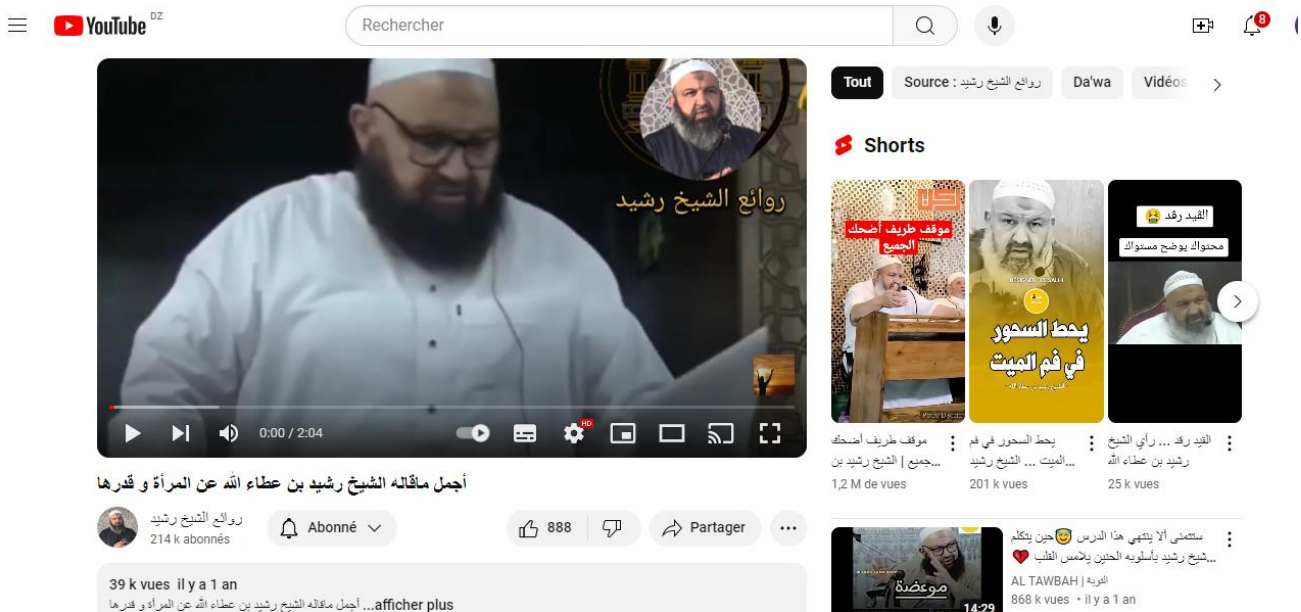 YouTube DZ
Rechercher
8
روائع الشيخ رشيد
0:00 / 2:04
HD
أجمل ماقاله الشيخ رشيد بن عطاء الله عن المرأة و قدرها
روائع الشيخ رشيد
214 k abonnés
Abonné
888
Partager
39 k vues il y a 1 an
أجمل ماقاله الشيخ رشيد بن عطاء الله عن المرأة و قدرها ...afficher plus
Tout
Source : روائع الشيخ رشيد
Da'wa
Vidéos
Shorts
موقف طريف أضحك
الجميع
موقف طريف أضحك
جميع | الشيخ رشيد بن...
1,2 M de vues
يحط السحور
في فم الميت
يحط السحور في فم
الميت ... الشيخ رشيد...
201 k vues
القيد رقد
محتواك يوضح مستواك
القيد رقد ... رأي الشيخ
رشيد بن عطاء الله
25 k vues
موعضة
14:29
ستتمنى ألا ينتهي هذا الدرس 😇 حين يتكلم
شيخ رشيد بأسلوبه الحنين يلامس القلب ❤...
AL TAWBAH | التوبة
868 k vues • il y a 1 an